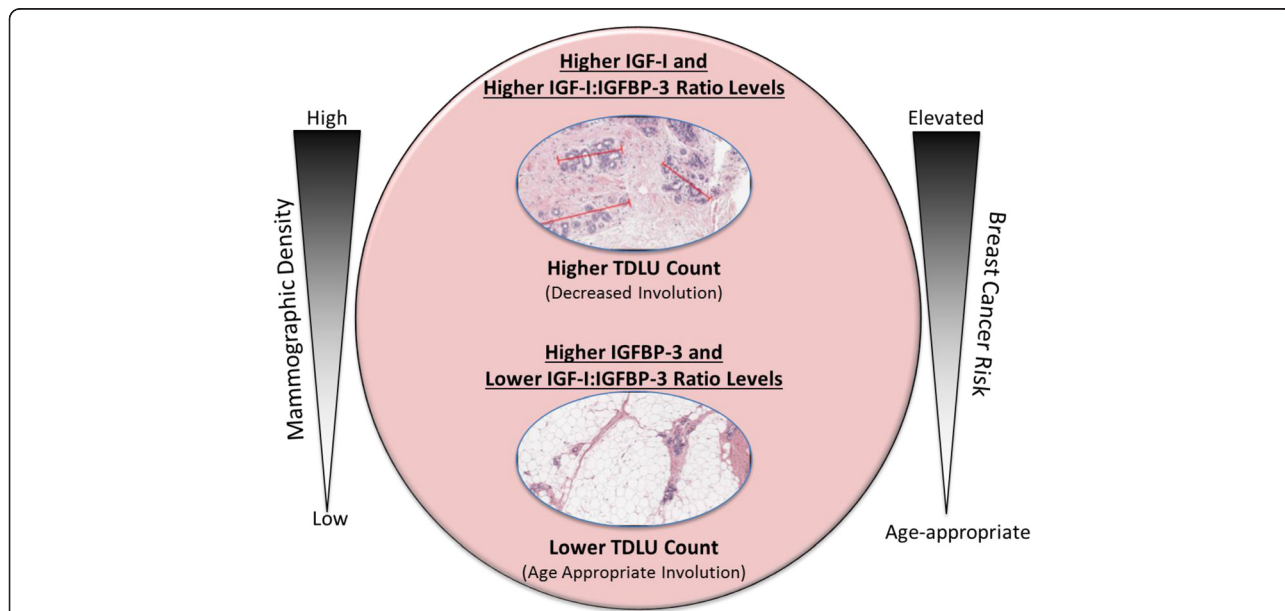 Higher IGF-I and
Higher IGF-I:IGFBP-3 Ratio Levels
High
Elevated
Mammographic Density
Breast Cancer Risk
Higher TDLU Count
(Decreased Involution)
Higher IGFBP-3 and
Lower IGF-I:IGFBP-3 Ratio Levels
Low
Age-appropriate
Lower TDLU Count
(Age Appropriate Involution)